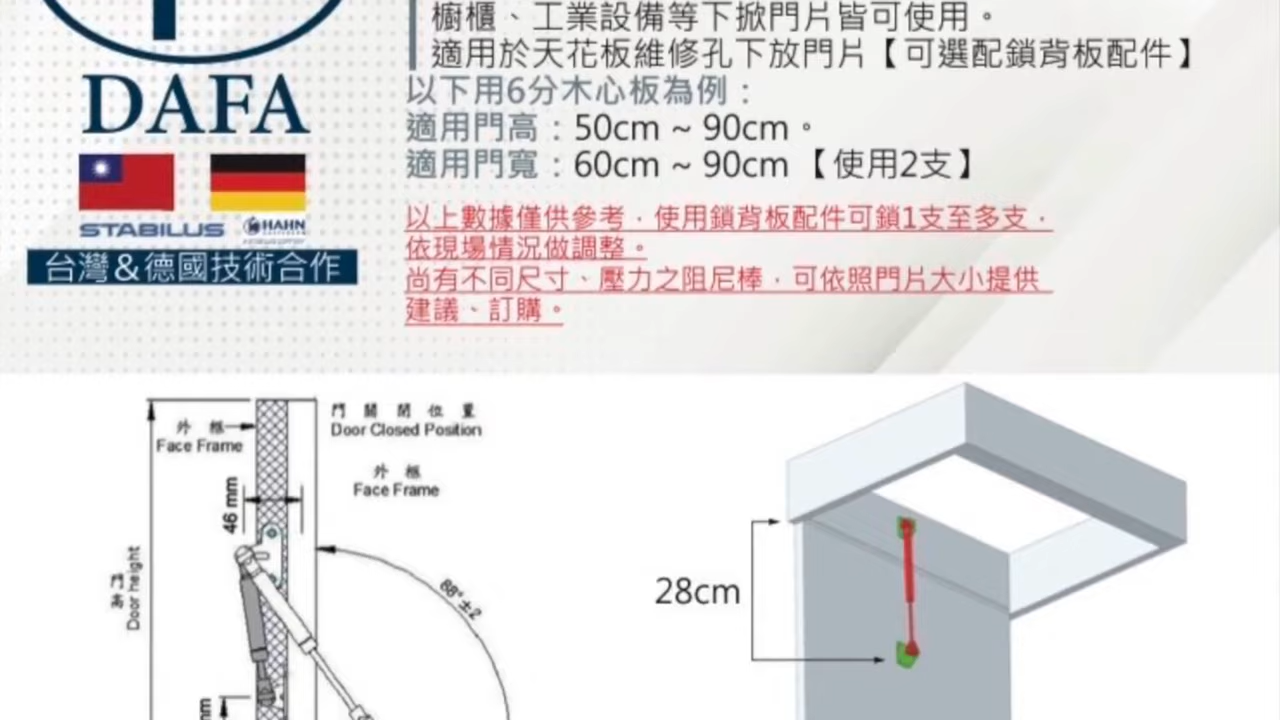 櫥櫃、工業設備等下掀門片皆可使用。
適用於天花板維修孔下放門片【可選配鎖背板配件】
以下用6分木心板為例：
適用門高：50cm ~ 90cm。
適用門寬：60cm ~ 90cm【使用2支】
以上數據僅供參考，使用鎖背板配件可鎖1支至多支，
依現場情況做調整。
尚有不同尺寸、壓力之阻尼棒，可依照門片大小提供
建議、訂購。
DAFA
STABILUS
HAHN
台灣&德國技術合作
門關閉位置
Door Closed Position
外框
Face Frame
外框
Face Frame
46 mm
門高
Door height
88°±2
mm
28cm